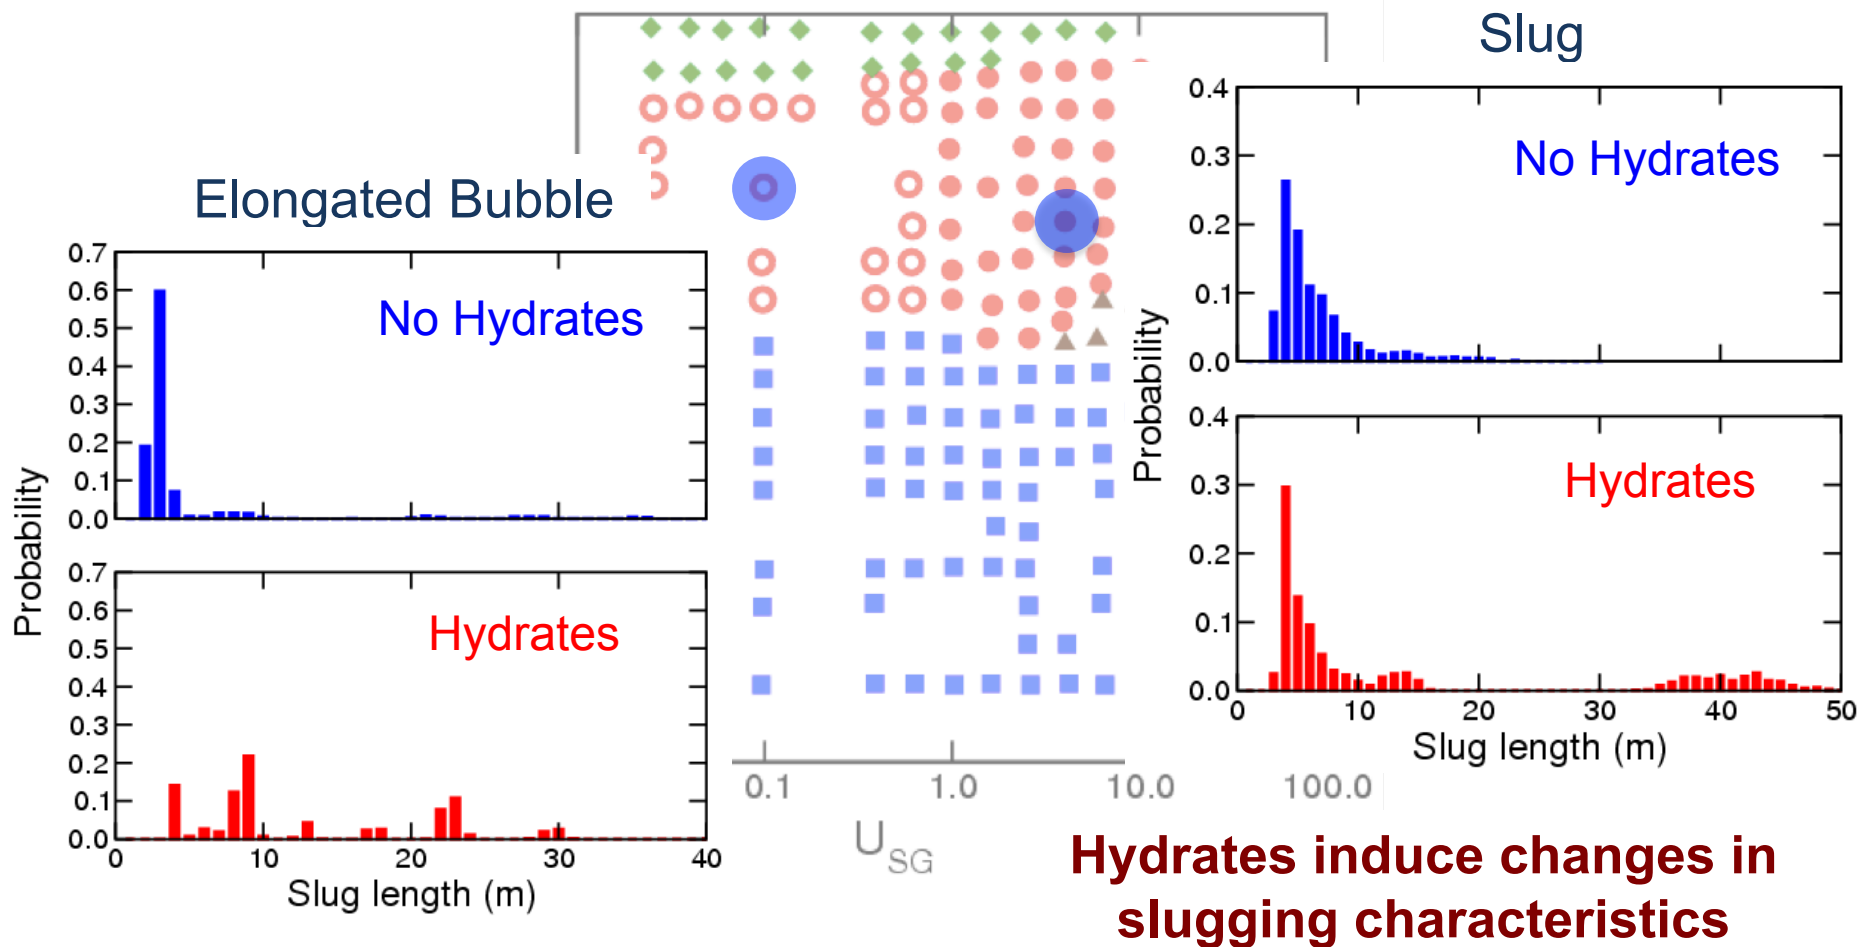 Slug
Elongated Bubble
0.7
0.6
0.5
0.4
0.3
0.2
0.1
0.0
No Hydrates
Probability
0.7
0.6
0.5
0.4
0.3
0.2
0.1
0.0
Hydrates
0 10 20 30 40
Slug length (m)
0.4
0.3
0.2
0.1
0.0
No Hydrates
Probability
0.4
0.3
0.2
0.1
0.0
Hydrates
0 10 20 30 40 50
Slug length (m)
0.1 1.0 10.0 100.0
USG
Hydrates induce changes in
slugging characteristics